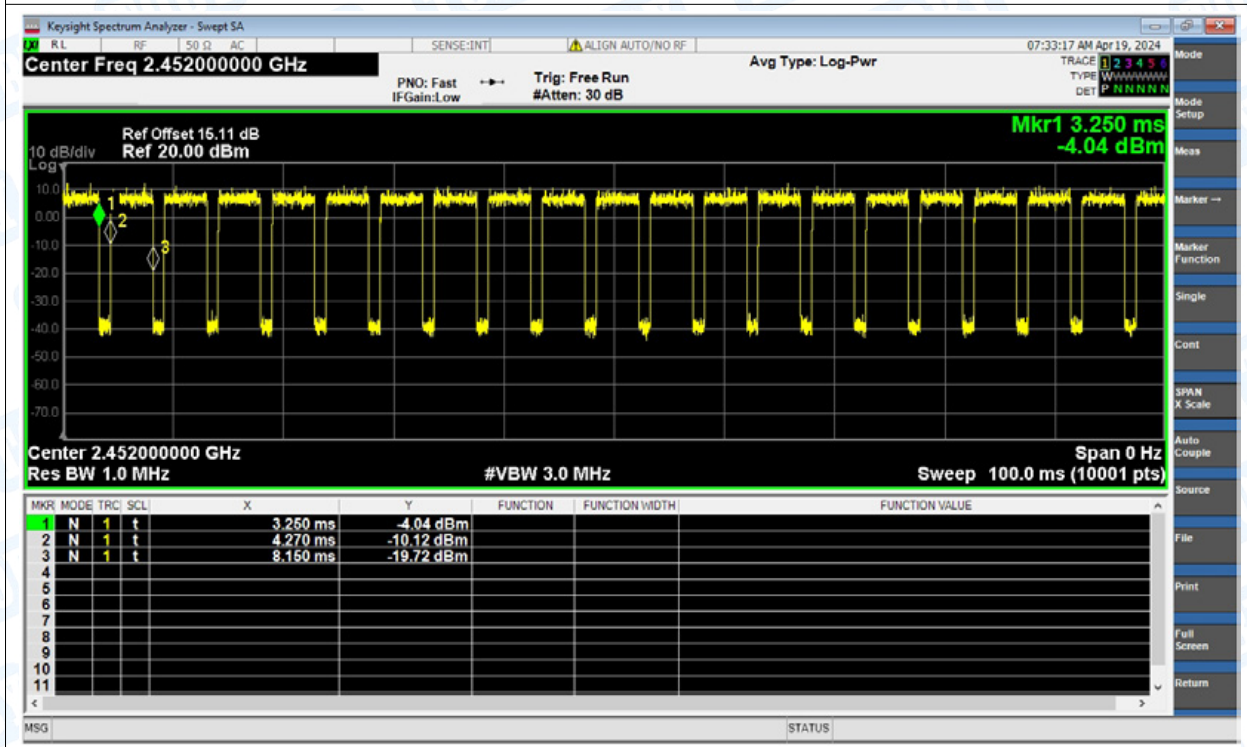 Keysight Spectrum Analyzer - Swept SA
RL RF 50 Ω AC SENSE:INT ALIGN AUTO/NO RF 07:33:17 AM Apr 19, 2024
Center Freq 2.452000000 GHz
PNO: Fast
IFGain:Low
Trig: Free Run
#Atten: 30 dB
Avg Type: Log-Pwr
TRACE 1 2 3 4 5 6
TYPE WWWWWW
DET P N N N N N
Ref Offset 15.11 dB
10 dB/div Ref 20.00 dBm
Log
Mkr1 3.250 ms
-4.04 dBm
10.0
0.00
-10.0
-20.0
-30.0
-40.0
-50.0
-60.0
-70.0
1
2
3
Center 2.452000000 GHz Span 0 Hz
Res BW 1.0 MHz #VBW 3.0 MHz Sweep 100.0 ms (10001 pts)
MKR MODE TRC SCL X Y FUNCTION FUNCTION WIDTH FUNCTION VALUE
1 N 1 t 3.250 ms -4.04 dBm
2 N 1 t 4.270 ms -10.12 dBm
3 N 1 t 8.150 ms -19.72 dBm
4
5
6
7
8
9
10
11
MSG STATUS
Mode
Mode
Setup
Meas
Marker →
Marker
Function
Single
Cont
SPAN
X Scale
Auto
Couple
Source
File
Print
Full
Screen
Return